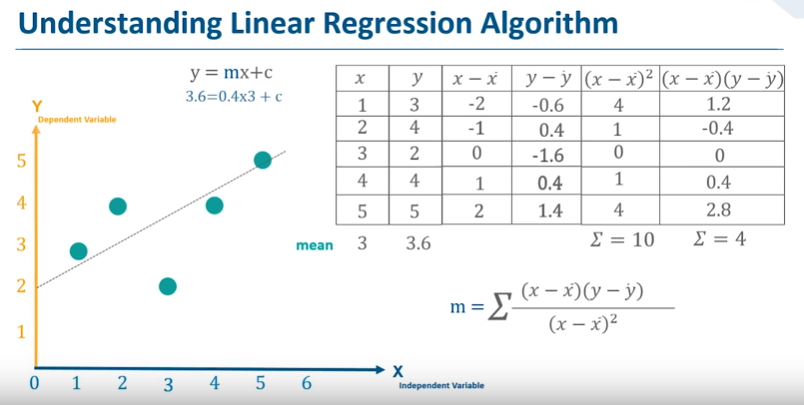 Understanding Linear Regression Algorithm
y = mx+c
3.6=0.4x3 + c
Y
Dependent Variable
5
4
3
2
1
0 1 2 3 4 5 6
X
Independent Variable
x y x − ẋ y − ẏ (x − ẋ)² (x − ẋ)(y − ẏ)
1 3 -2 -0.6 4 1.2
2 4 -1 0.4 1 -0.4
3 2 0 -1.6 0 0
4 4 1 0.4 1 0.4
5 5 2 1.4 4 2.8
mean 3 3.6 Σ = 10 Σ = 4
m = ∑ (x − ẋ)(y − ẏ)
(x − ẋ)²